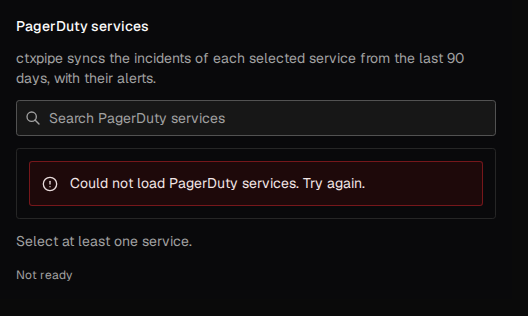 PagerDuty services
ctxpipe syncs the incidents of each selected service from the last 90
days, with their alerts.
Search PagerDuty services
Could not load PagerDuty services. Try again.
Select at least one service.
Not ready